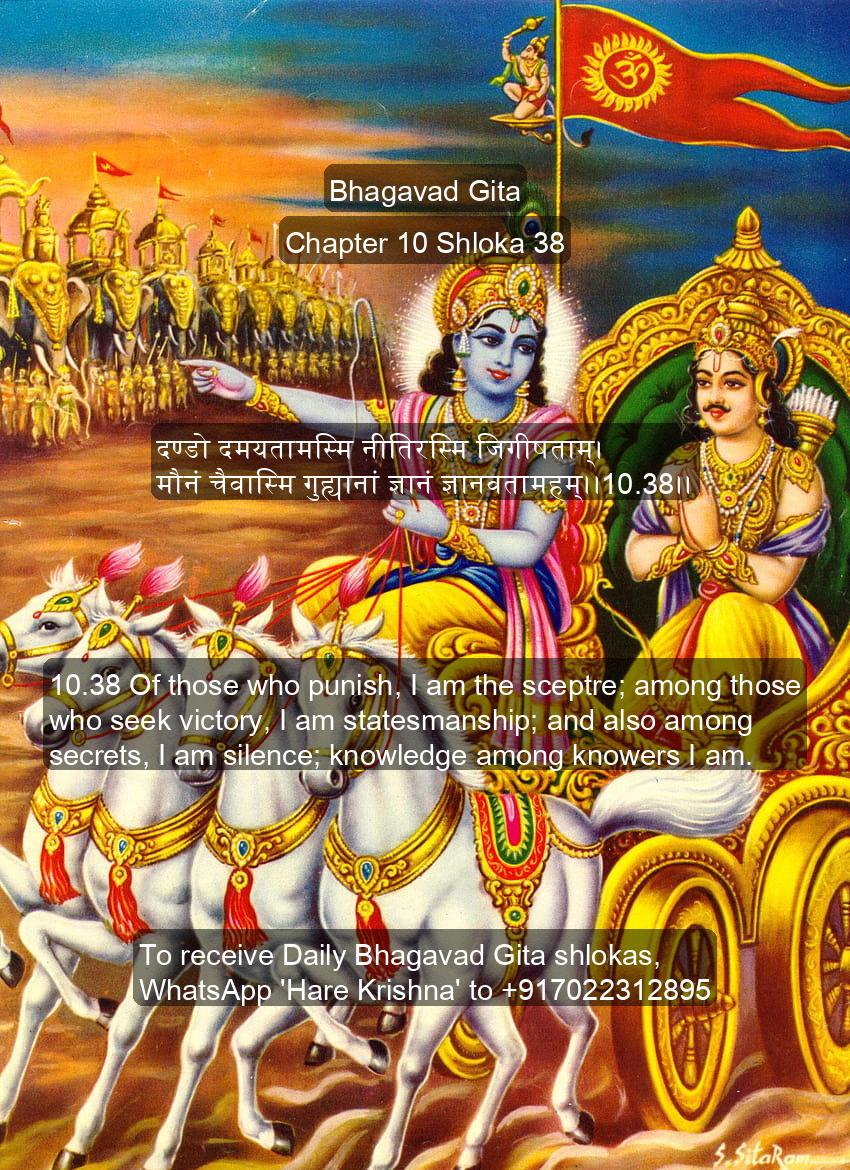 ॐ
Bhagavad Gita
Chapter 10 Shloka 38
दण्डो दमयतामस्मि नीतिरस्मि जिगीषताम्।
मौनं चैवास्मि गुह्यानां ज्ञानं ज्ञानवतामहम्।।10.38।।
10.38 Of those who punish, I am the sceptre; among those
who seek victory, I am statesmanship; and also among
secrets, I am silence; knowledge among knowers I am.
To receive Daily Bhagavad Gita shlokas,
WhatsApp 'Hare Krishna' to +917022312895
S. SitaRam